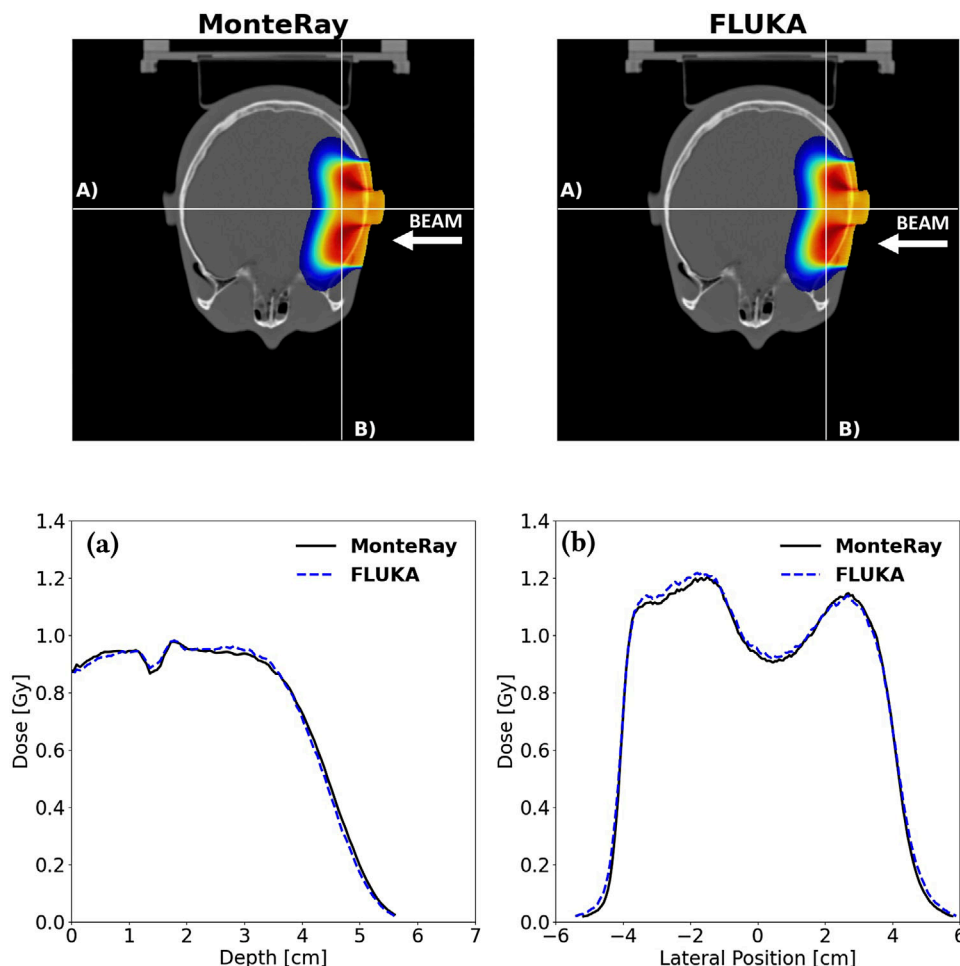 MonteRay
FLUKA
A)
BEAM
B)
A)
BEAM
B)
(a)
MonteRay
FLUKA
1.4
1.2
1.0
0.8
0.6
0.4
0.2
0.0
Dose [Gy]
0 1 2 3 4 5 6 7
Depth [cm]
(b)
MonteRay
FLUKA
1.4
1.2
1.0
0.8
0.6
0.4
0.2
0.0
Dose [Gy]
−6 −4 −2 0 2 4 6
Lateral Position [cm]